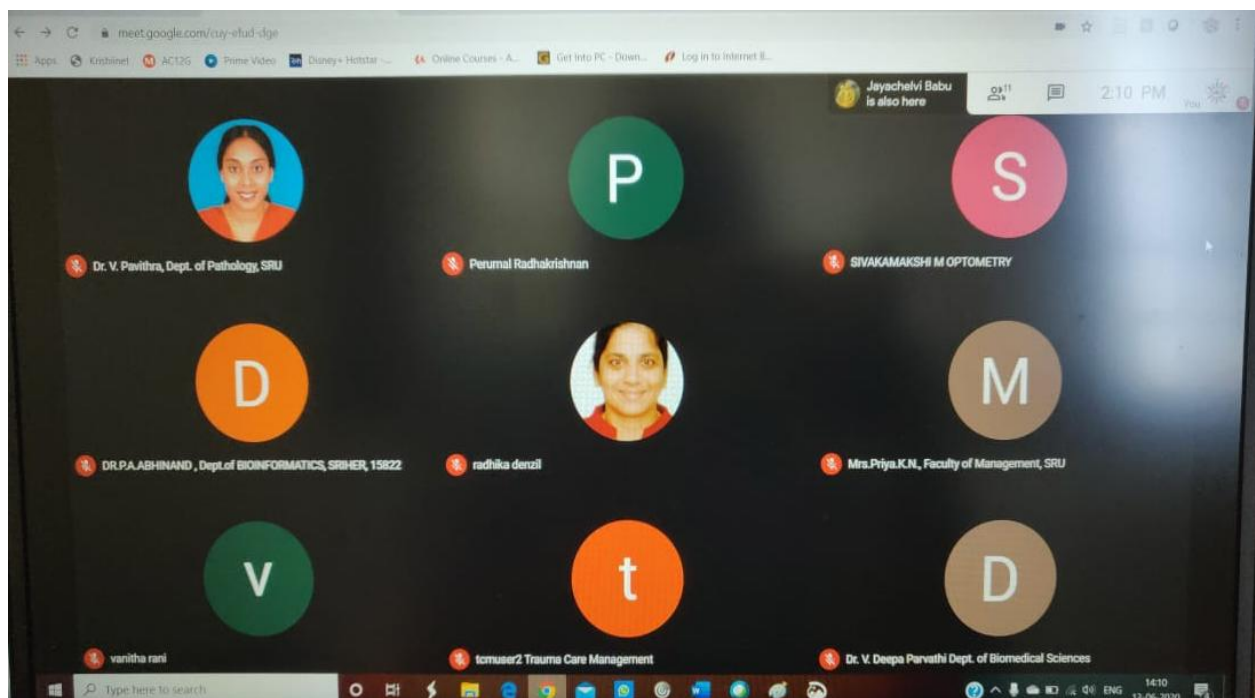 meet.google.com/cuy-efud-dge
Apps Krishiinet AC12G Prime Video Disney+ Hotstar -... Online Courses - A... Get Into PC - Down... Log in to Internet B...
Jayachelvi Babu
is also here
11
2:10 PM
You
P
S
Dr. V. Pavithra, Dept. of Pathology, SRU
Perumal Radhakrishnan
SIVAKAMAKSHI M OPTOMETRY
D
M
DR.P.A.ABHINAND , Dept.of BIOINFORMATICS, SRIHER, 15822
radhika denzil
Mrs.Priya.K.N., Faculty of Management, SRU
v
t
D
vanitha rani
tcmuser2 Trauma Care Management
Dr. V. Deepa Parvathi Dept. of Biomedical Sciences
Type here to search
ENG
14:10